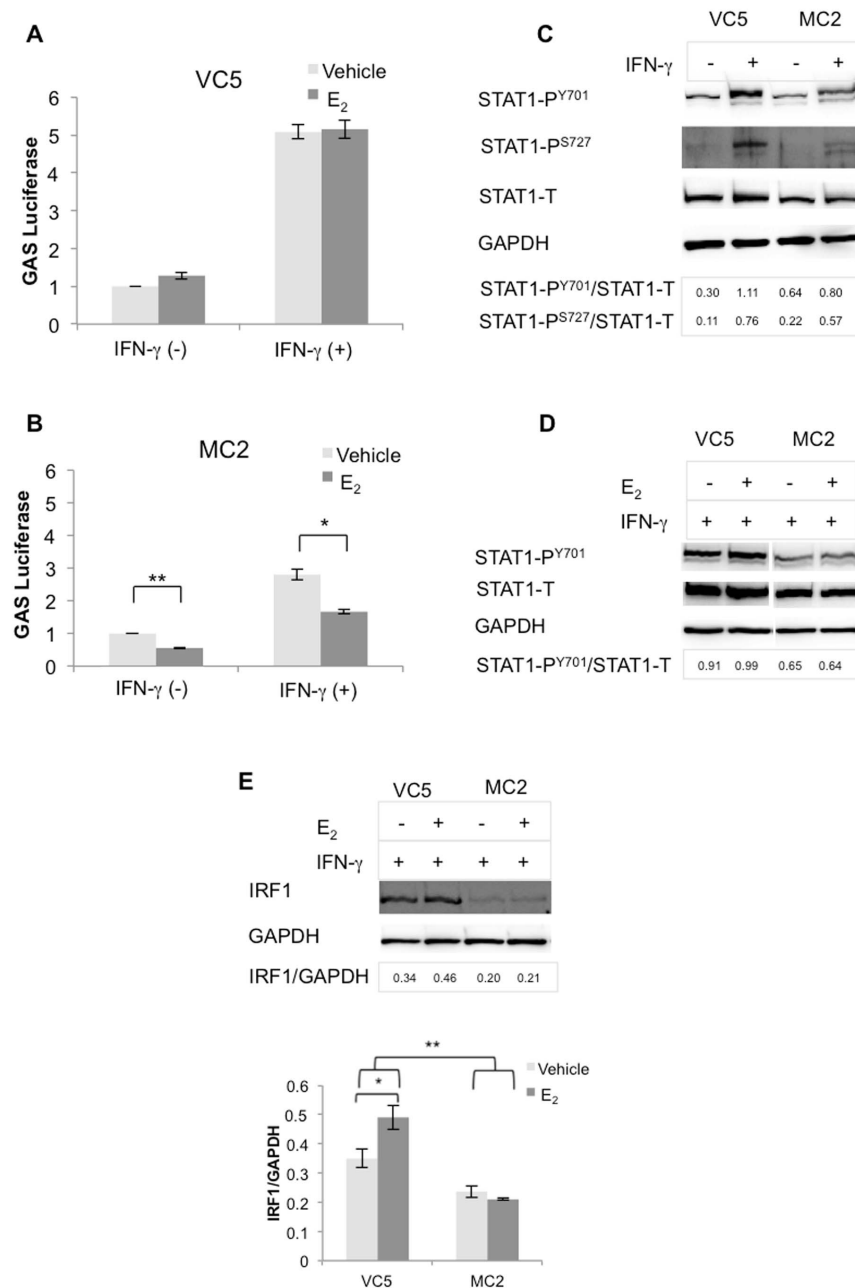 A
VC5
Vehicle
E2
GAS Luciferase
6
5
4
3
2
1
0
IFN-γ (-)
IFN-γ (+)
B
MC2
Vehicle
E2
GAS Luciferase
6
5
4
3
2
1
0
**
*
IFN-γ (-)
IFN-γ (+)
C
VC5 MC2
IFN-γ - + - +
STAT1-PY701
STAT1-PS727
STAT1-T
GAPDH
STAT1-PY701/STAT1-T 0.30 1.11 0.64 0.80
STAT1-PS727/STAT1-T 0.11 0.76 0.22 0.57
D
VC5 MC2
E2 - + - +
IFN-γ + + + +
STAT1-PY701
STAT1-T
GAPDH
STAT1-PY701/STAT1-T 0.91 0.99 0.65 0.64
E
VC5 MC2
E2 - + - +
IFN-γ + + + +
IRF1
GAPDH
IRF1/GAPDH 0.34 0.46 0.20 0.21
**
*
Vehicle
E2
IRF1/GAPDH
0.6
0.5
0.4
0.3
0.2
0.1
0
VC5 MC2